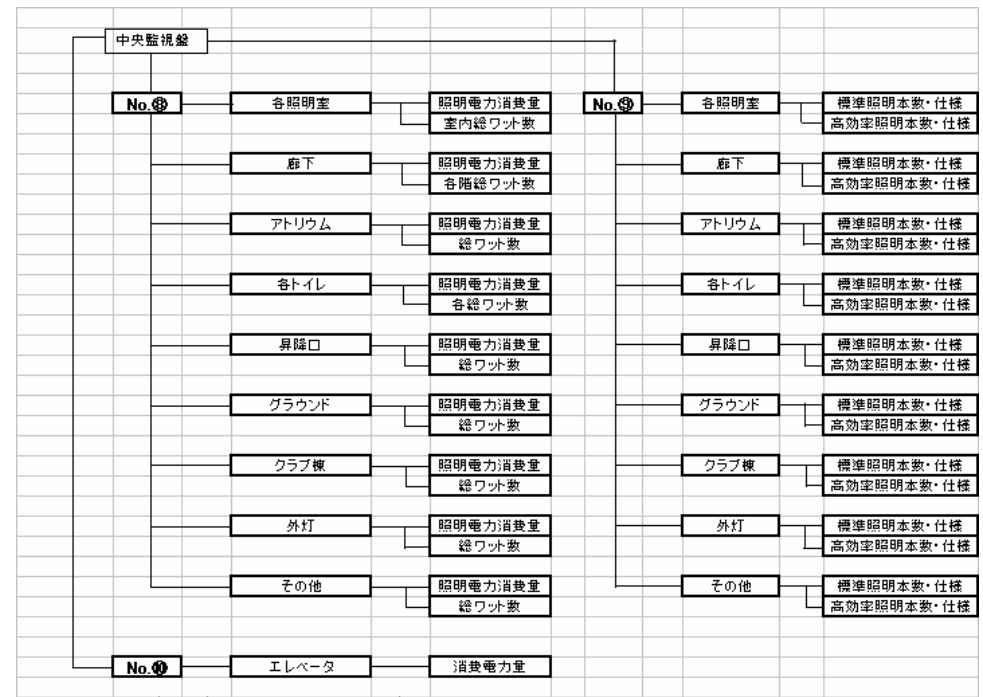 中央監視盤
No.⑧ 各照明室 照明電力消費量 No.⑨ 各照明室 標準照明本数・仕様
室内総ワット数 高効率照明本数・仕様
廊下 照明電力消費量 廊下 標準照明本数・仕様
各階総ワット数 高効率照明本数・仕様
アトリウム 照明電力消費量 アトリウム 標準照明本数・仕様
総ワット数 高効率照明本数・仕様
各トイレ 照明電力消費量 各トイレ 標準照明本数・仕様
各総ワット数 高効率照明本数・仕様
昇降口 照明電力消費量 昇降口 標準照明本数・仕様
総ワット数 高効率照明本数・仕様
グラウンド 照明電力消費量 グラウンド 標準照明本数・仕様
総ワット数 高効率照明本数・仕様
クラブ棟 照明電力消費量 クラブ棟 標準照明本数・仕様
総ワット数 高効率照明本数・仕様
外灯 照明電力消費量 外灯 標準照明本数・仕様
総ワット数 高効率照明本数・仕様
その他 照明電力消費量 その他 標準照明本数・仕様
総ワット数 高効率照明本数・仕様
No.⑩ エレベータ 消費電力量